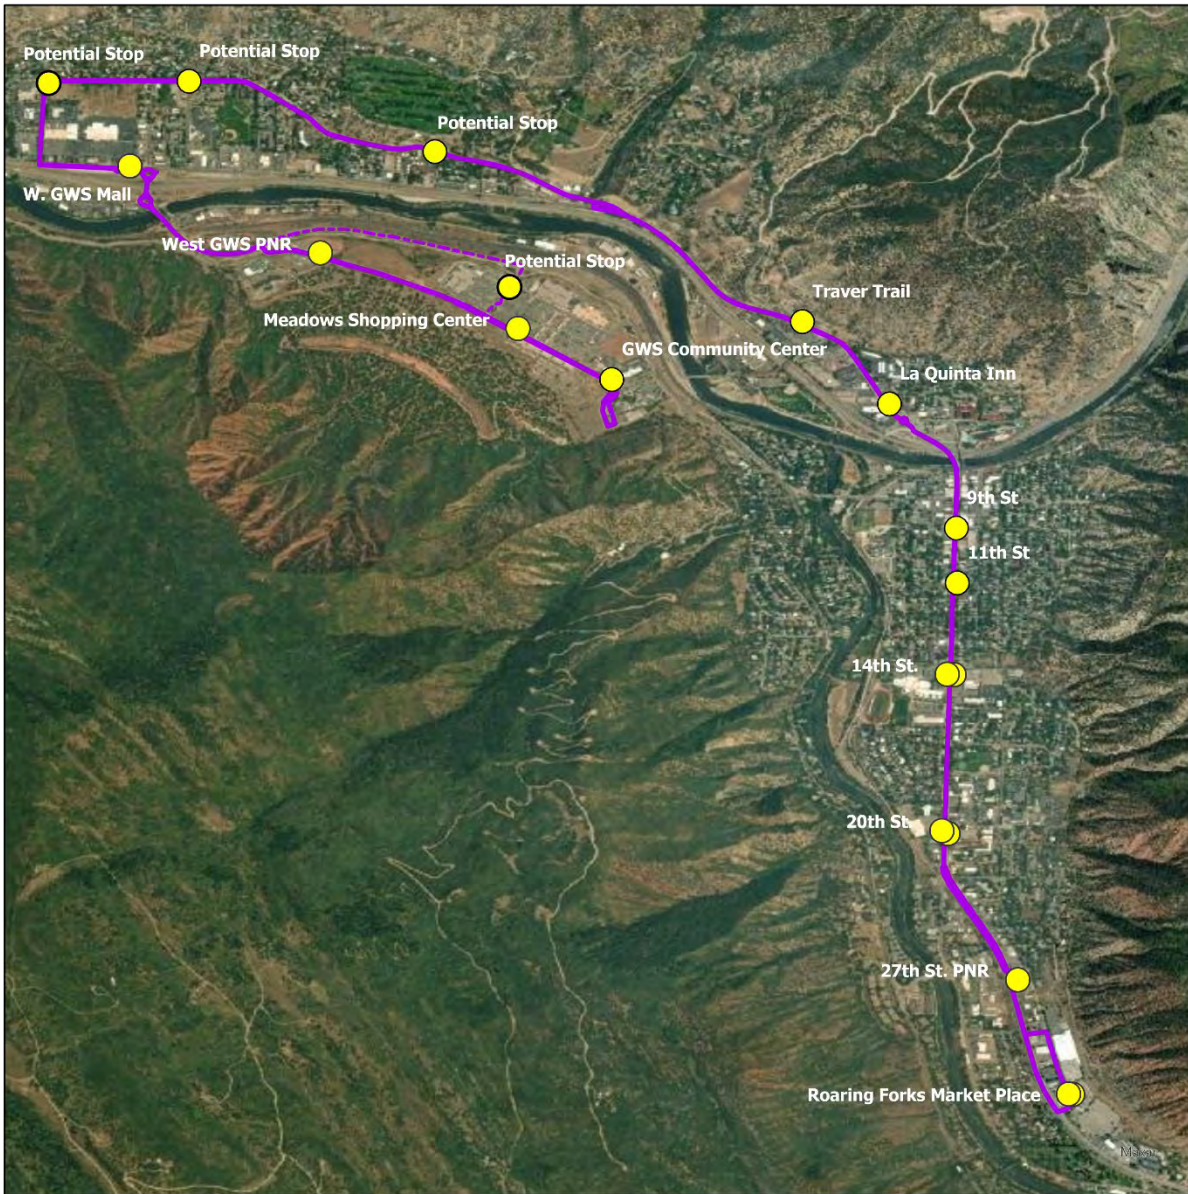 Potential Stop
Potential Stop
Potential Stop
W. GWS Mall
West GWS PNR
Potential Stop
Traver Trail
Meadows Shopping Center
GWS Community Center
La Quinta Inn
9th St
11th St
14th St.
20th St.
27th St. PNR
Roaring Forks Market Place